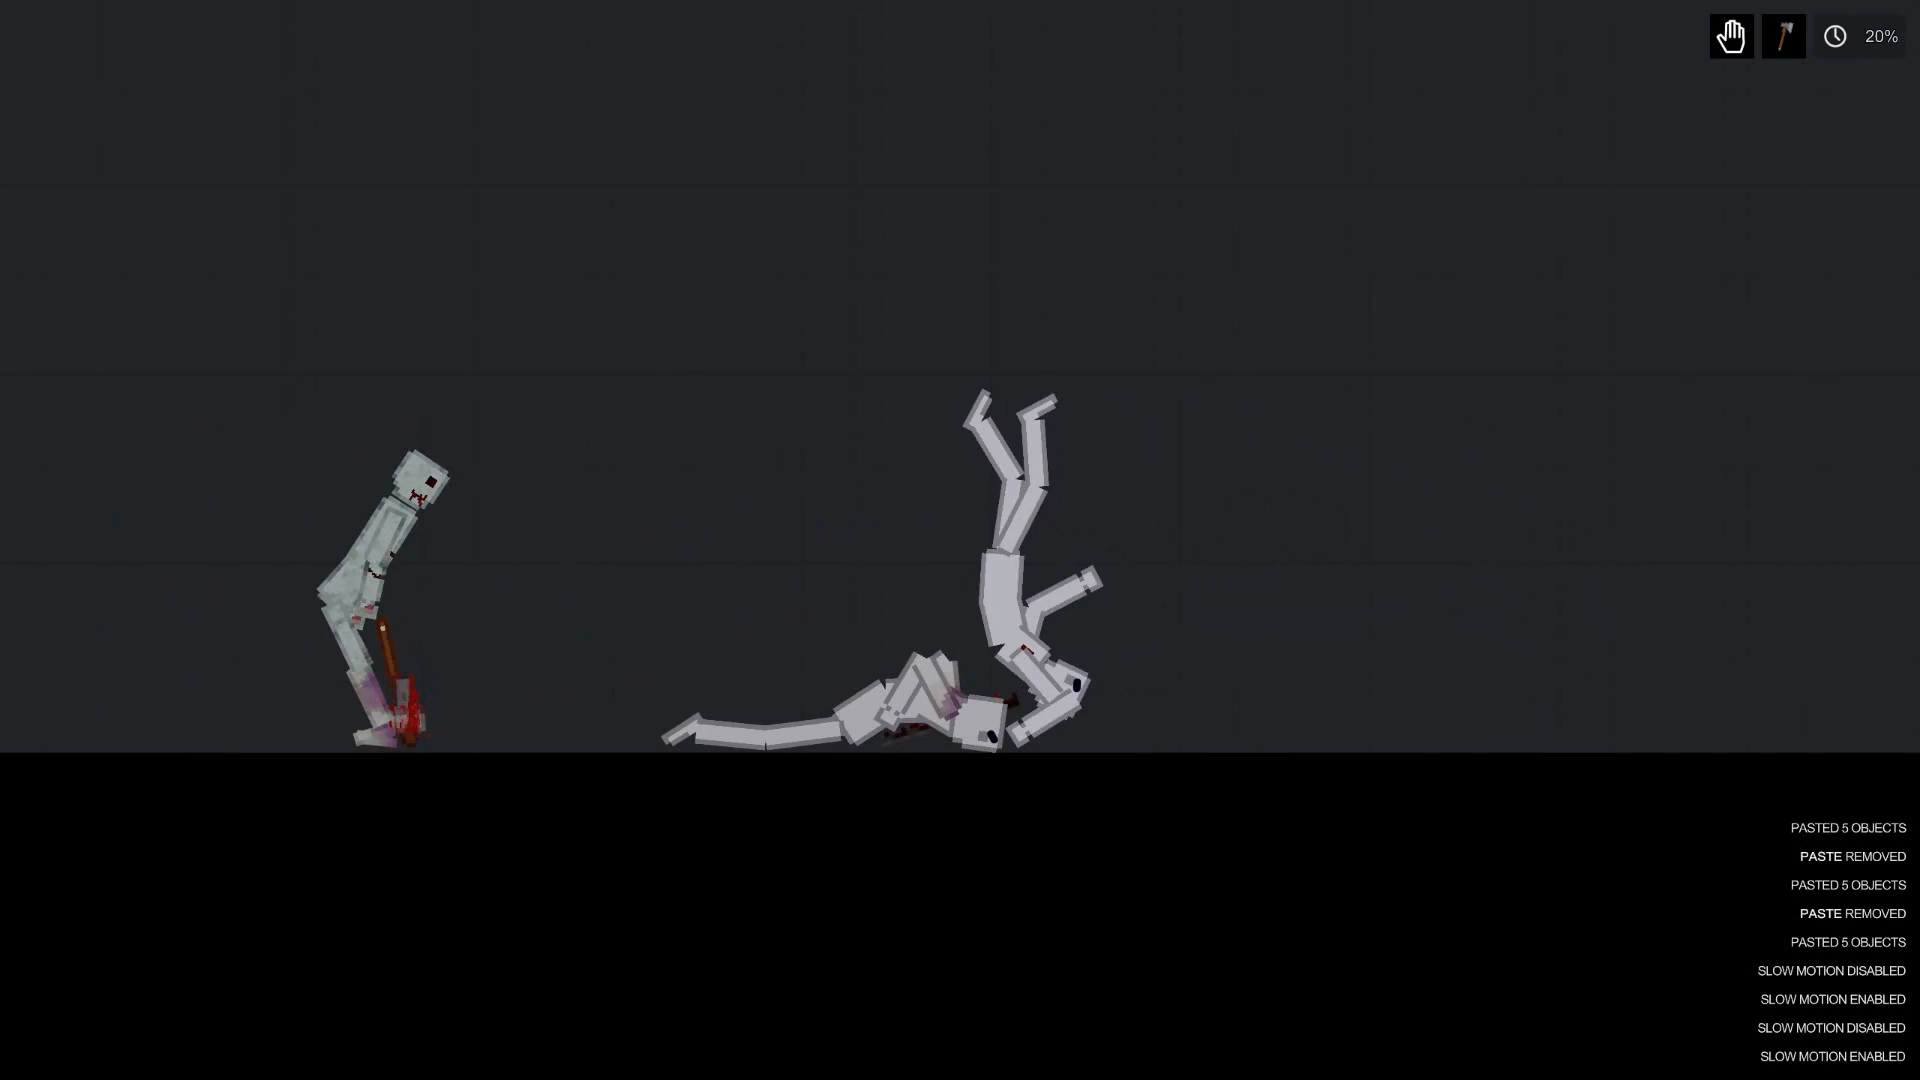 20%
PASTED 5 OBJECTS
PASTE REMOVED
PASTED 5 OBJECTS
PASTE REMOVED
PASTED 5 OBJECTS
SLOW MOTION DISABLED
SLOW MOTION ENABLED
SLOW MOTION DISABLED
SLOW MOTION ENABLED